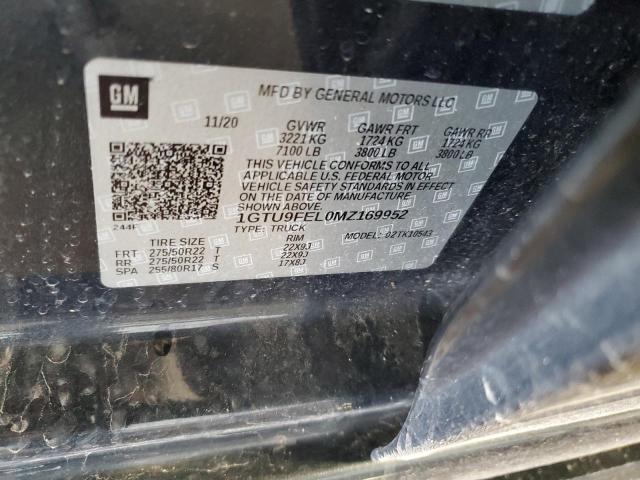 GM
MFD BY GENERAL MOTORS LLC
11/20 GVWR GAWR FRT GAWR RR
3221 KG 1724 KG 1724 KG
7100 LB 3800 LB 3800 LB
THIS VEHICLE CONFORMS TO ALL
APPLICABLE U.S. FEDERAL MOTOR
VEHICLE SAFETY STANDARDS IN EFFECT
ON THE DATE OF MANUFACTURE
SHOWN ABOVE
1GTU9FEL0MZ169952
TYPE: TRUCK MODEL: 02TK10543
244F
TIRE SIZE RIM
FRT 275/50R22 T 22X9J
RR 275/50R22 T 22X9J
SPA 255/80R17 S 17X8J